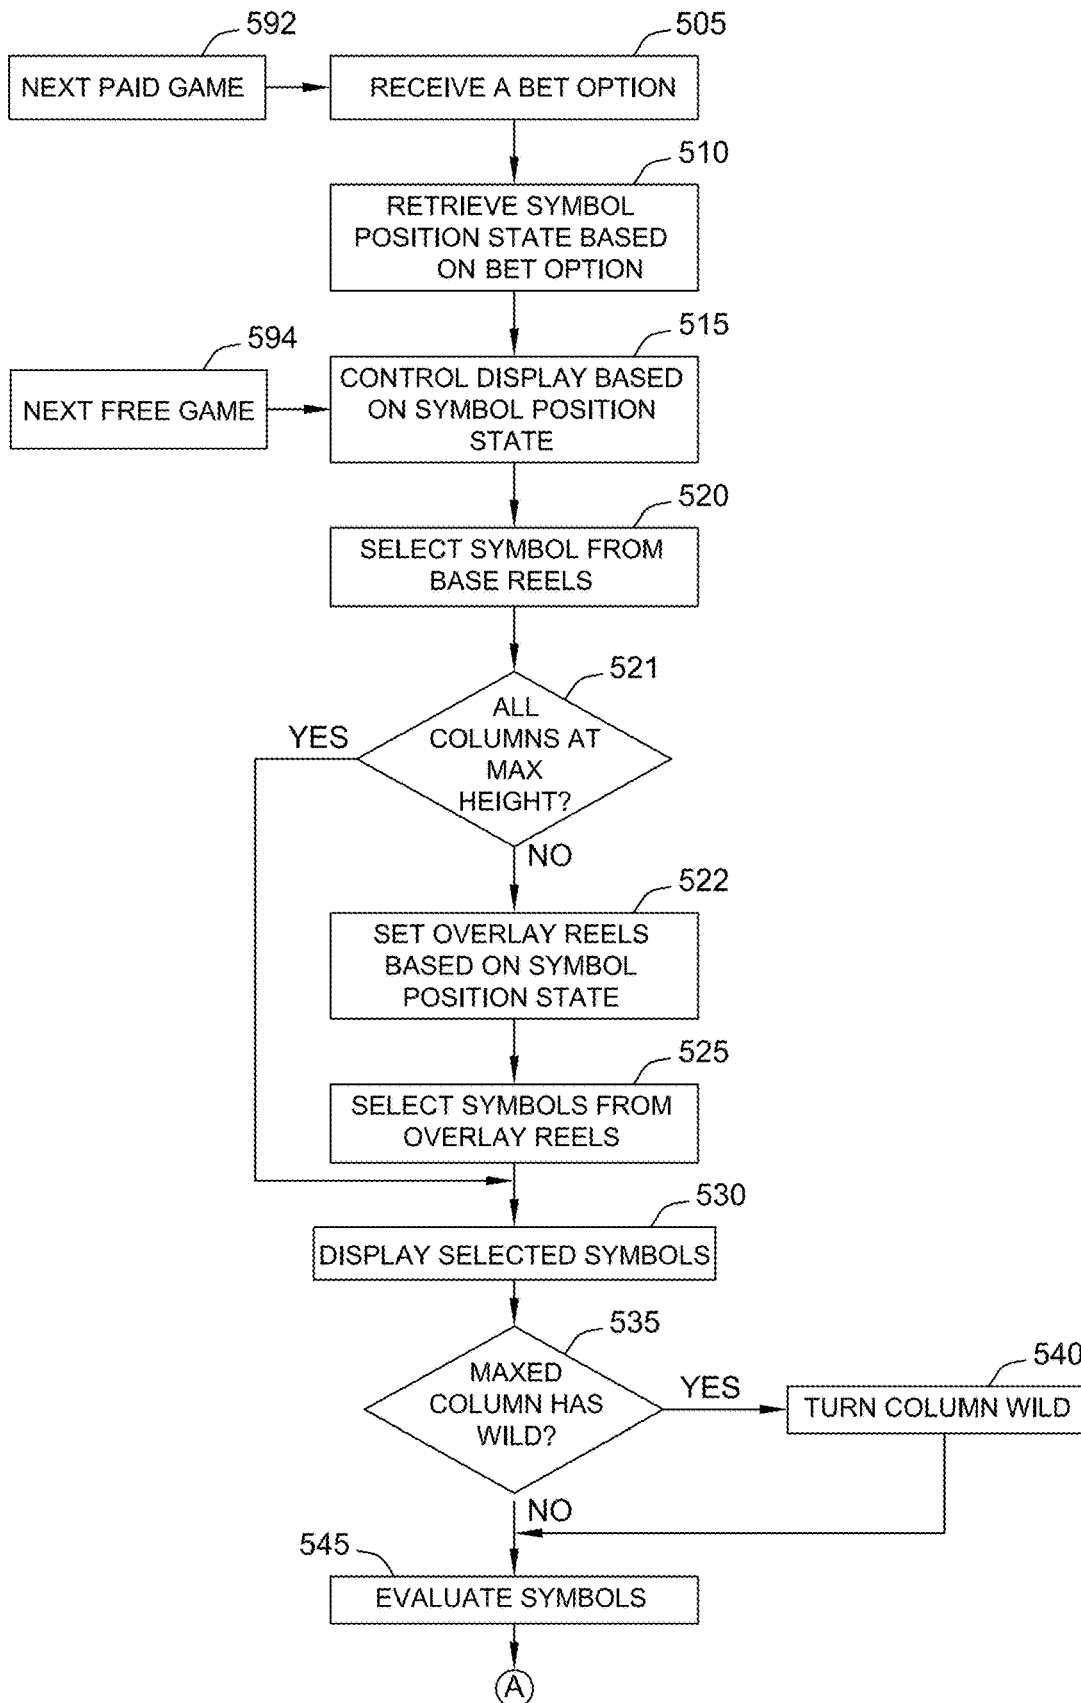 592
505
NEXT PAID GAME
RECEIVE A BET OPTION
510
RETRIEVE SYMBOL
POSITION STATE BASED
ON BET OPTION
594
515
NEXT FREE GAME
CONTROL DISPLAY BASED
ON SYMBOL POSITION
STATE
520
SELECT SYMBOL FROM
BASE REELS
521
ALL
COLUMNS AT
MAX
HEIGHT?
YES
NO
522
SET OVERLAY REELS
BASED ON SYMBOL
POSITION STATE
525
SELECT SYMBOLS FROM
OVERLAY REELS
530
DISPLAY SELECTED SYMBOLS
535
MAXED
COLUMN HAS
WILD?
YES
540
TURN COLUMN WILD
NO
545
EVALUATE SYMBOLS
A